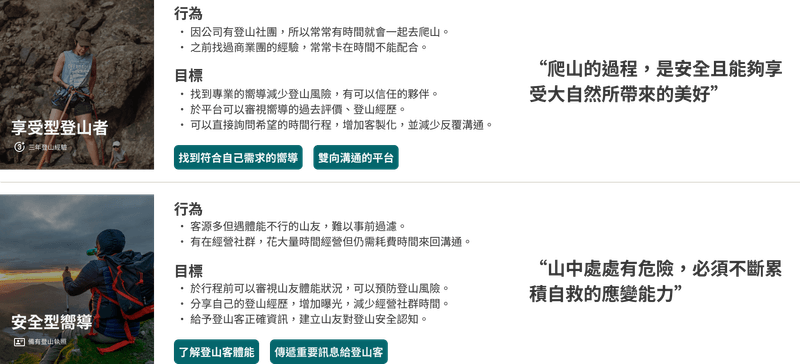 享受型登山者
三年登山經驗
行為
・ 因公司有登山社團，所以常常有時間就會一起去爬山。
・ 之前找過商業團的經驗，常常卡在時間不能配合。
目標
・ 找到專業的嚮導減少登山風險，有可以信任的夥伴。
・ 於平台可以審視嚮導的過去評價、登山經歷。
・ 可以直接詢問希望的時間行程，增加客製化，並減少反覆溝通。
找到符合自己需求的嚮導
雙向溝通的平台
“爬山的過程，是安全且能夠享
受大自然所帶來的美好”
安全型嚮導
備有登山執照
行為
・ 客源多但遇體能不行的山友，難以事前過濾。
・ 有在經營社群，花大量時間經營但仍需耗費時間來回溝通。
目標
・ 於行程前可以審視山友體能狀況，可以預防登山風險。
・ 分享自己的登山經歷，增加曝光，減少經營社群時間。
・ 給予登山客正確資訊，建立山友對登山安全認知。
了解登山客體能
傳遞重要訊息給登山客
“山中處處有危險，必須不斷累
積自救的應變能力”